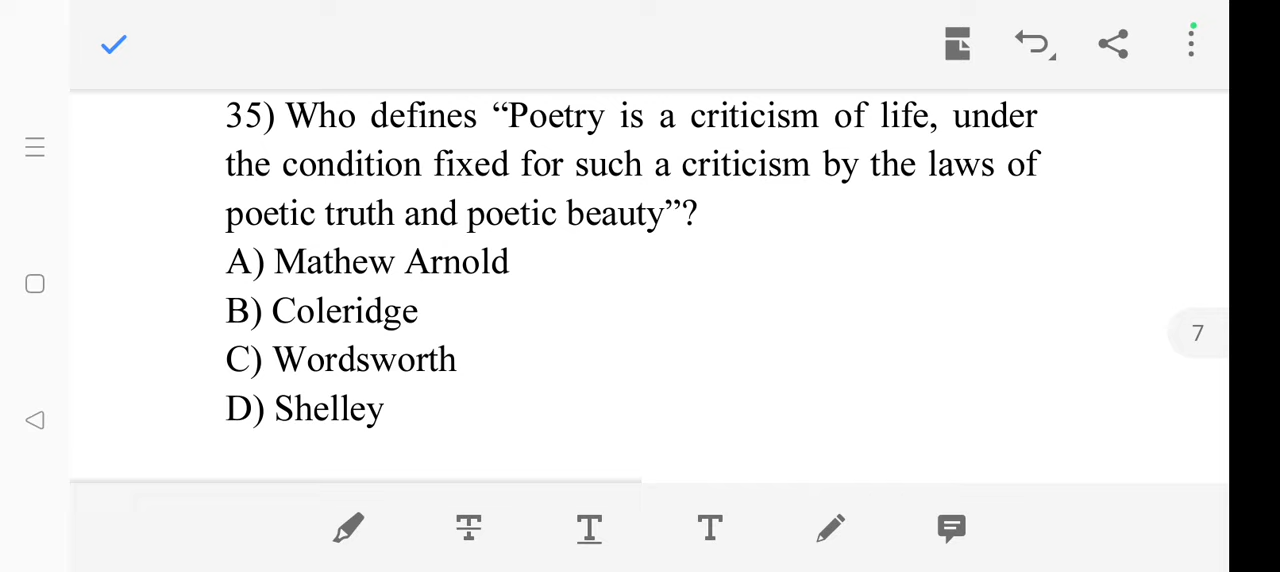 35) Who defines “Poetry is a criticism of life, under
the condition fixed for such a criticism by the laws of
poetic truth and poetic beauty”?
A) Mathew Arnold
B) Coleridge
C) Wordsworth
D) Shelley
7